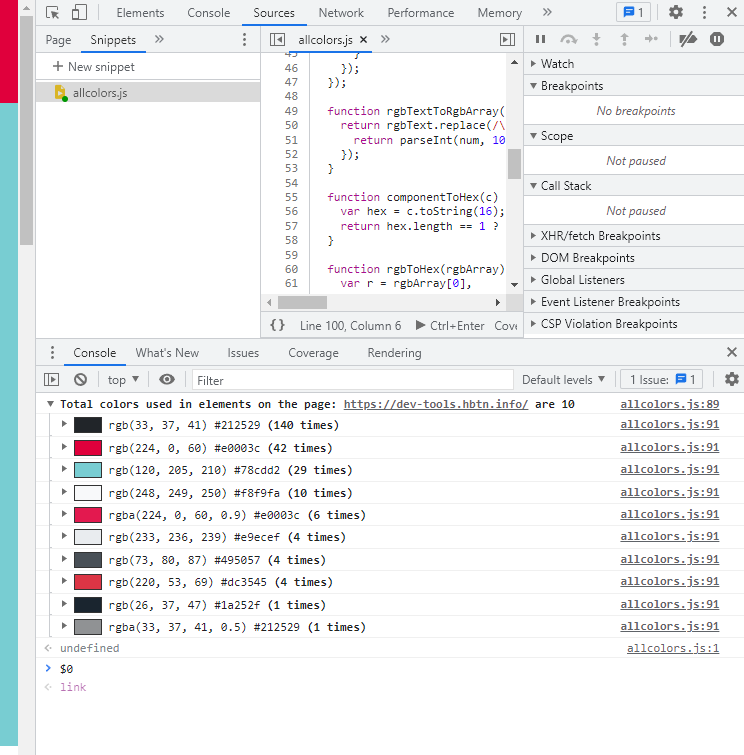 Elements Console Sources Network Performance Memory » 1
Page Snippets »
+ New snippet
allcolors.js
allcolors.js × »
45 }
46 });
47 });
48
49 function rgbTextToRgbArray(
50 return rgbText.replace(/\
51 return parseInt(num, 10
52 });
53 }
54
55 function componentToHex(c)
56 var hex = c.toString(16);
57 return hex.length == 1 ?
58 }
59
60 function rgbToHex(rgbArray)
61 var r = rgbArray[0],
{} Line 100, Column 6 Ctrl+Enter Cove
Watch
Breakpoints
No breakpoints
Scope
Not paused
Call Stack
Not paused
XHR/fetch Breakpoints
DOM Breakpoints
Global Listeners
Event Listener Breakpoints
CSP Violation Breakpoints
Console What's New Issues Coverage Rendering
top Filter Default levels 1 Issue: 1
Total colors used in elements on the page: https://dev-tools.hbtn.info/ are 10 allcolors.js:89
rgb(33, 37, 41) #212529 (140 times) allcolors.js:91
rgb(224, 0, 60) #e0003c (42 times) allcolors.js:91
rgb(120, 205, 210) #78cdd2 (29 times) allcolors.js:91
rgb(248, 249, 250) #f8f9fa (10 times) allcolors.js:91
rgba(224, 0, 60, 0.9) #e0003c (6 times) allcolors.js:91
rgb(233, 236, 239) #e9ecef (4 times) allcolors.js:91
rgb(73, 80, 87) #495057 (4 times) allcolors.js:91
rgb(220, 53, 69) #dc3545 (4 times) allcolors.js:91
rgb(26, 37, 47) #1a252f (1 times) allcolors.js:91
rgba(33, 37, 41, 0.5) #212529 (1 times) allcolors.js:91
undefined allcolors.js:1
$0
link